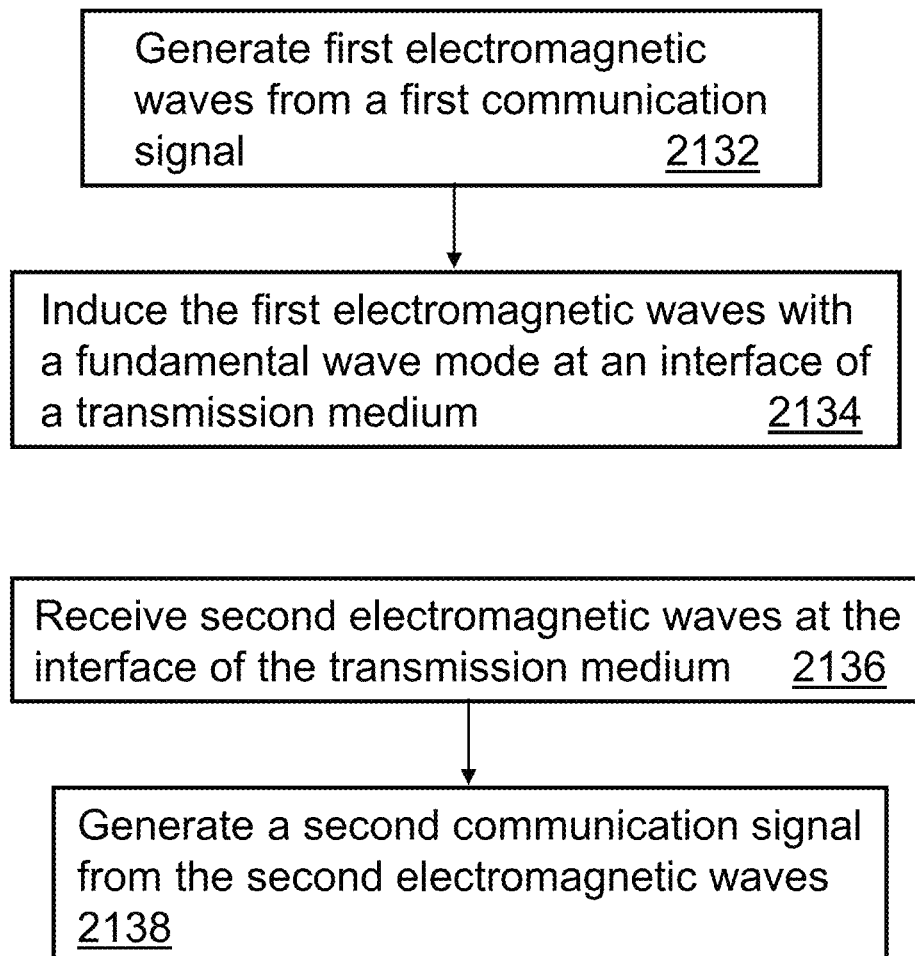 Generate first electromagnetic
waves from a first communication
signal 2132
Induce the first electromagnetic waves with
a fundamental wave mode at an interface of
a transmission medium 2134
Receive second electromagnetic waves at the
interface of the transmission medium 2136
Generate a second communication signal
from the second electromagnetic waves
2138